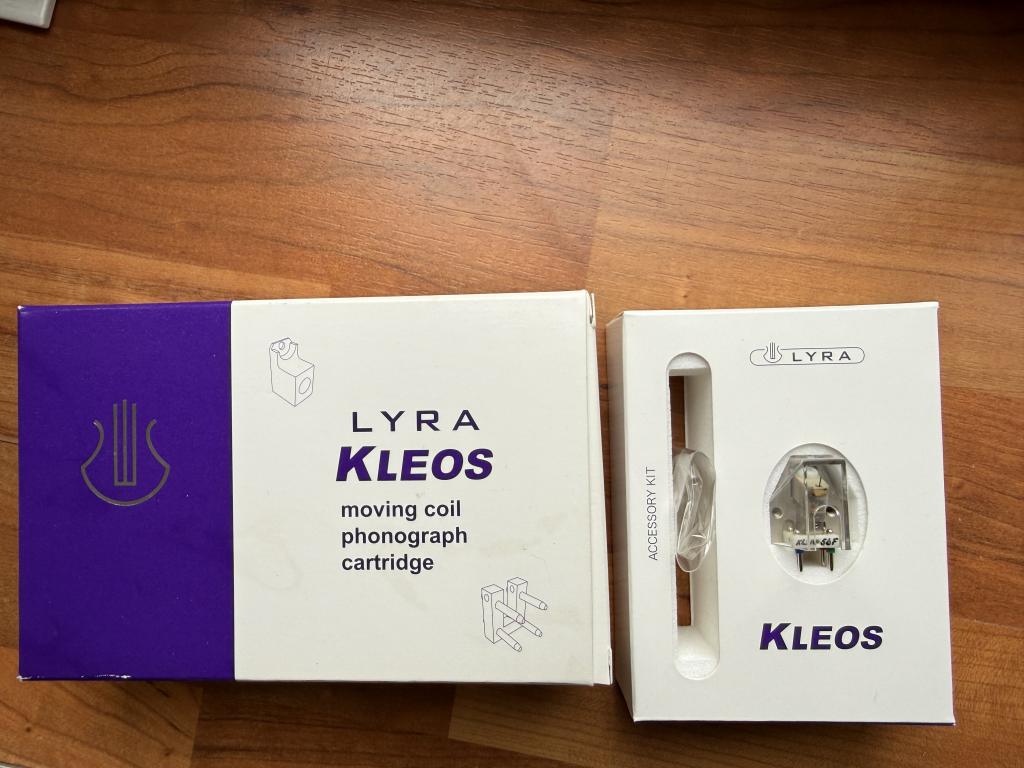 LYRA
KLEOS
moving coil
phonograph
cartridge
LYRA
ACCESSORY KIT
KLEOS